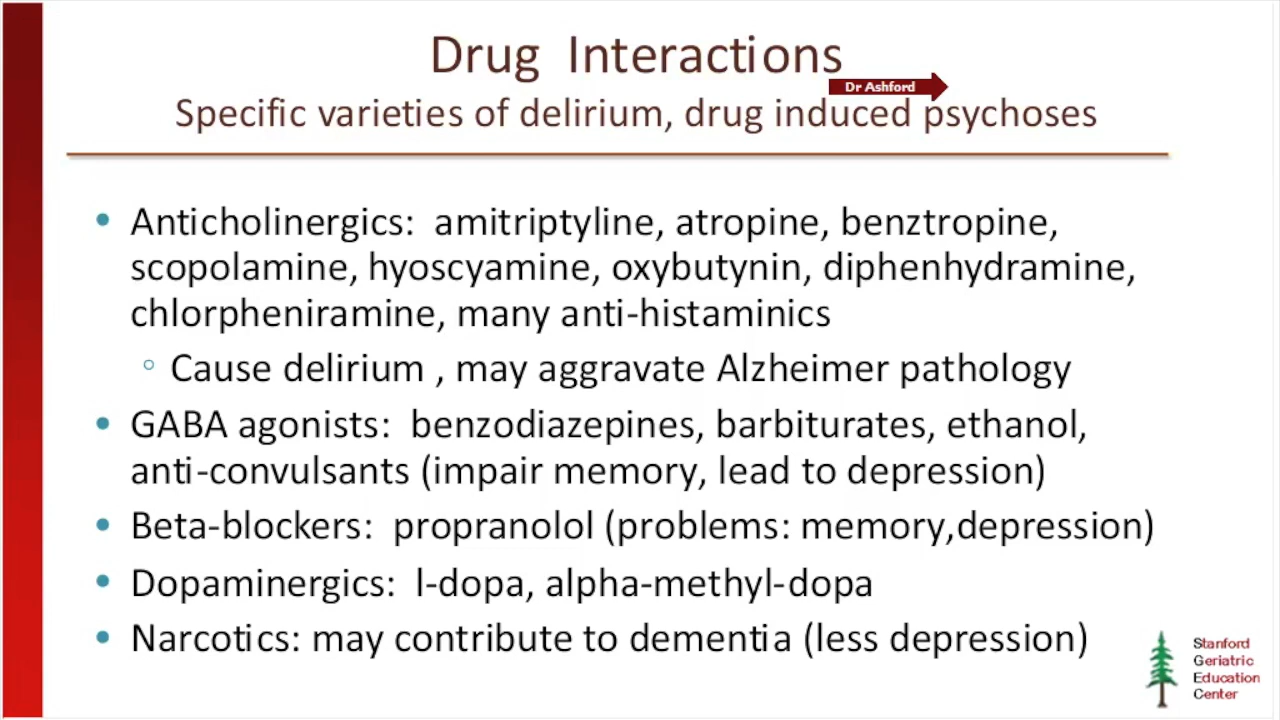 Drug Interactions
Dr Ashford
Specific varieties of delirium, drug induced psychoses
• Anticholinergics: amitriptyline, atropine, benztropine,
scopolamine, hyoscyamine, oxybutynin, diphenhydramine,
chlorpheniramine, many anti-histaminics
◦ Cause delirium , may aggravate Alzheimer pathology
• GABA agonists: benzodiazepines, barbiturates, ethanol,
anti-convulsants (impair memory, lead to depression)
• Beta-blockers: propranolol (problems: memory,depression)
• Dopaminergics: l-dopa, alpha-methyl-dopa
• Narcotics: may contribute to dementia (less depression)
Stanford
Geriatric
Education
Center